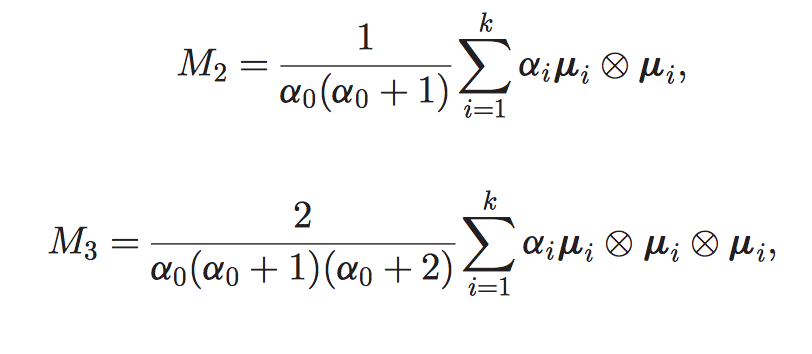 M_2 = \frac{1}{\alpha_0(\alpha_0 + 1)} \sum_{i=1}^{k} \alpha_i \mu_i \otimes \mu_i,
M_3 = \frac{2}{\alpha_0(\alpha_0 + 1)(\alpha_0 + 2)} \sum_{i=1}^{k} \alpha_i \mu_i \otimes \mu_i \otimes \mu_i,